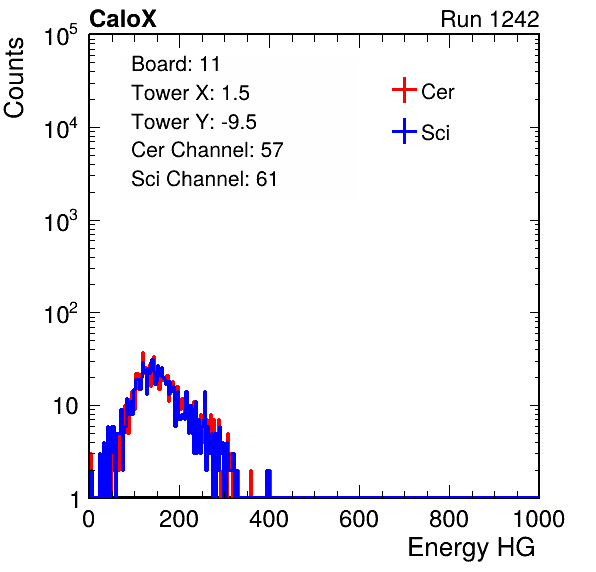 CaloX Run 1242
Counts
Board: 11
Tower X: 1.5
Tower Y: -9.5
Cer Channel: 57
Sci Channel: 61
Cer
Sci
10^5
10^4
10^3
10^2
10
1
0 200 400 600 800 1000
Energy HG